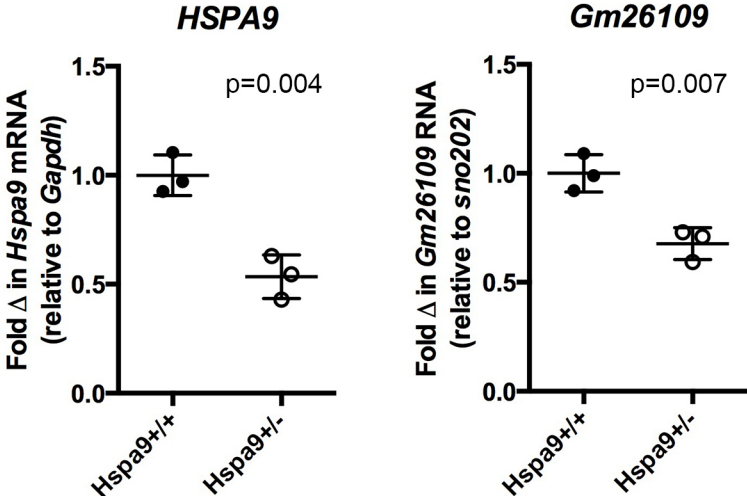 HSPA9
Fold Δ in Hspa9 mRNA
(relative to Gapdh)
1.5
1.0
0.5
0.0
p=0.004
Hspa9+/+
Hspa9+/-
Gm26109
Fold Δ in Gm26109 RNA
(relative to sno202)
1.5
1.0
0.5
0.0
p=0.007
Hspa9+/+
Hspa9+/-